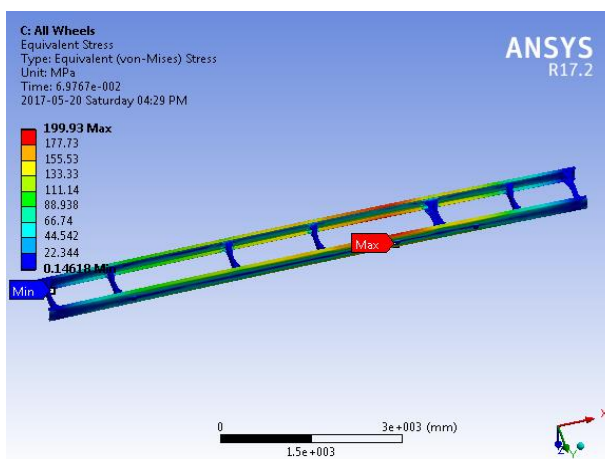 C: All Wheels
Equivalent Stress
Type: Equivalent (von-Mises) Stress
Unit: MPa
Time: 6.9767e-002
2017-05-20 Saturday 04:29 PM
ANSYS
R17.2
199.93 Max
177.73
155.53
133.33
111.14
88.938
66.74
44.542
22.344
0.14618 Mi
Max
Min
0
3e+003 (mm)
1.5e+003
X
Y
Z